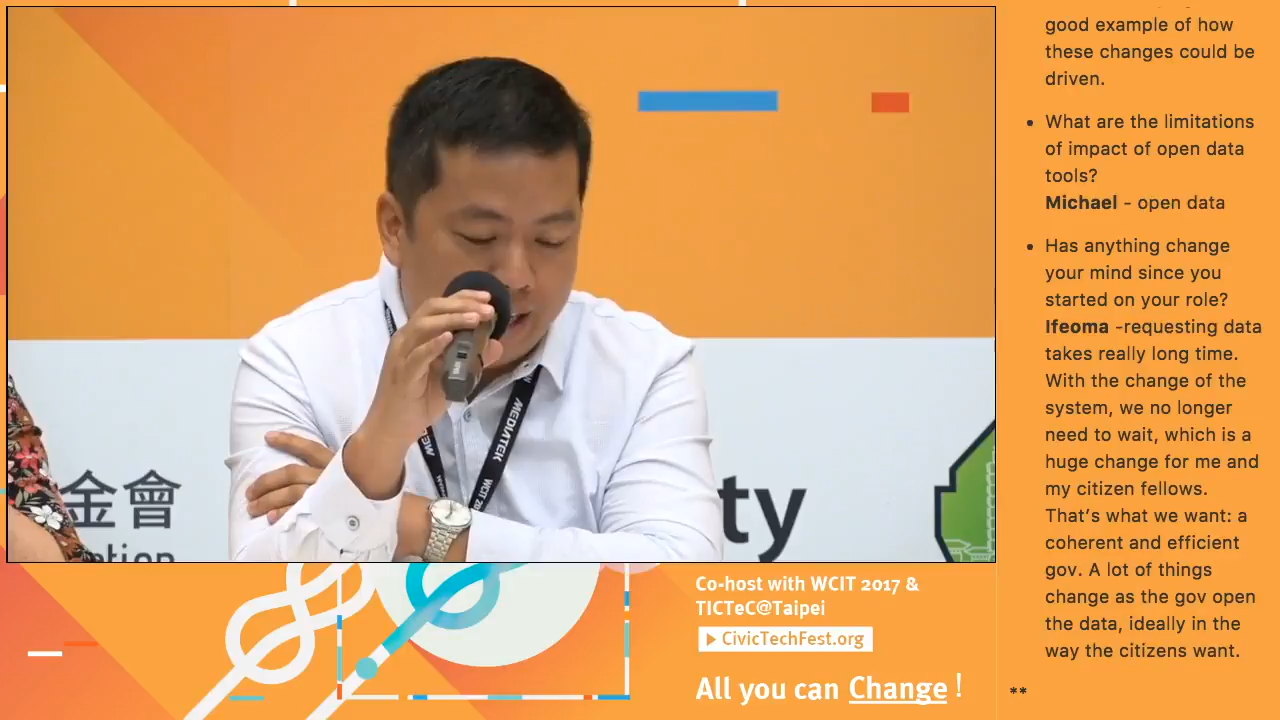 金會
ty
MEDIATEK
WCIT 20
Co-host with WCIT 2017 &
TICTeC@Taipei
CivicTechFest.org
All you can Change!
good example of how
these changes could be
driven.
• What are the limitations
of impact of open data
tools?
Michael - open data
• Has anything change
your mind since you
started on your role?
Ifeoma -requesting data
takes really long time.
With the change of the
system, we no longer
need to wait, which is a
huge change for me and
my citizen fellows.
That's what we want: a
coherent and efficient
gov. A lot of things
change as the gov open
the data, ideally in the
way the citizens want.
**